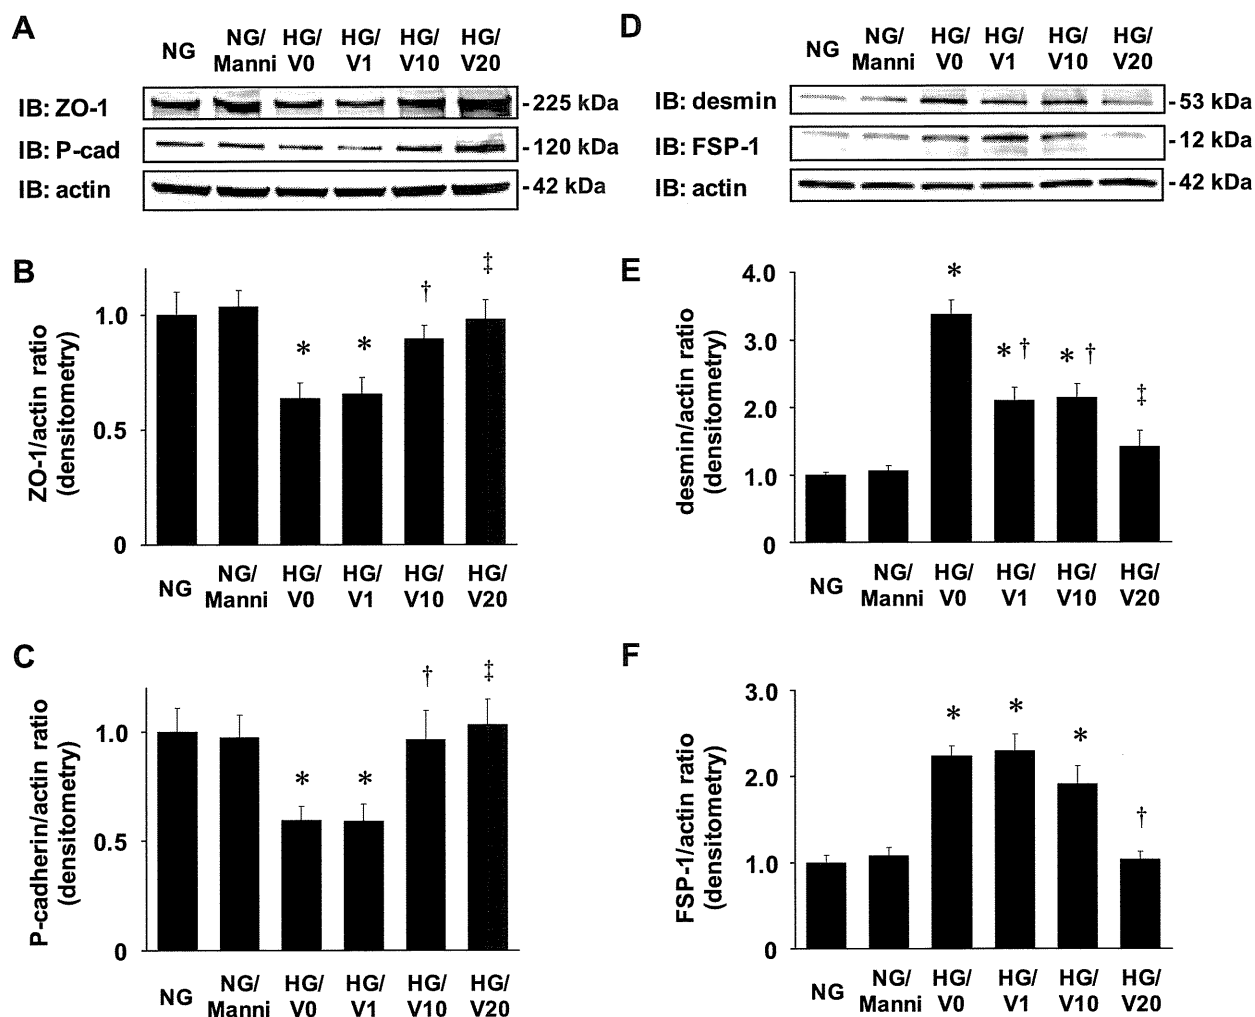 A
NG
NG/
Manni
HG/
V0
HG/
V1
HG/
V10
HG/
V20
IB: ZO-1
-225 kDa
IB: P-cad
-120 kDa
IB: actin
-42 kDa
D
NG
NG/
Manni
HG/
V0
HG/
V1
HG/
V10
HG/
V20
IB: desmin
-53 kDa
IB: FSP-1
-12 kDa
IB: actin
-42 kDa
B
ZO-1/actin ratio
(densitometry)
1.0
0.5
0
*
*
†
‡
NG
NG/
Manni
HG/
V0
HG/
V1
HG/
V10
HG/
V20
E
desmin/actin ratio
(densitometry)
4.0
3.0
2.0
1.0
0
*
* †
* †
‡
NG
NG/
Manni
HG/
V0
HG/
V1
HG/
V10
HG/
V20
C
P-cadherin/actin ratio
(densitometry)
1.0
0.5
0
*
*
†
‡
NG
NG/
Manni
HG/
V0
HG/
V1
HG/
V10
HG/
V20
F
FSP-1/actin ratio
(densitometry)
3.0
2.0
1.0
0
*
*
*
†
NG
NG/
Manni
HG/
V0
HG/
V1
HG/
V10
HG/
V20